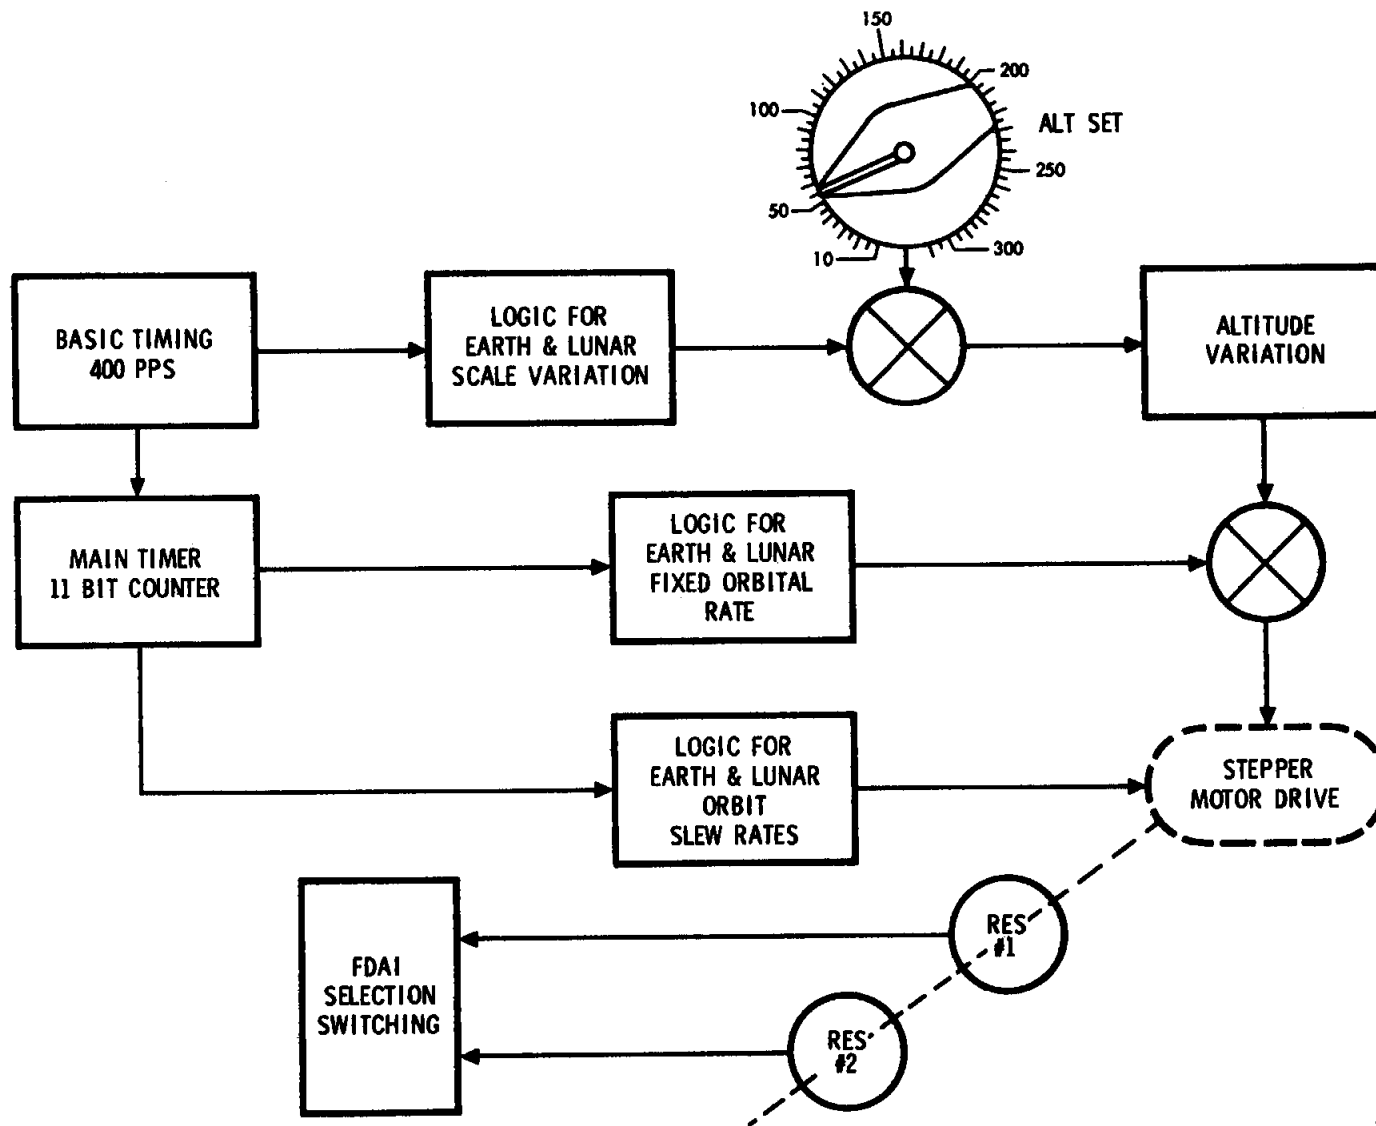 150
200
100
ALT SET
250
50
10
300
BASIC TIMING
400 PPS
LOGIC FOR
EARTH & LUNAR
SCALE VARIATION
ALTITUDE
VARIATION
MAIN TIMER
11 BIT COUNTER
LOGIC FOR
EARTH & LUNAR
FIXED ORBITAL
RATE
LOGIC FOR
EARTH & LUNAR
ORBIT
SLEW RATES
STEPPER
MOTOR DRIVE
FDAI
SELECTION
SWITCHING
RES
#1
RES
#2